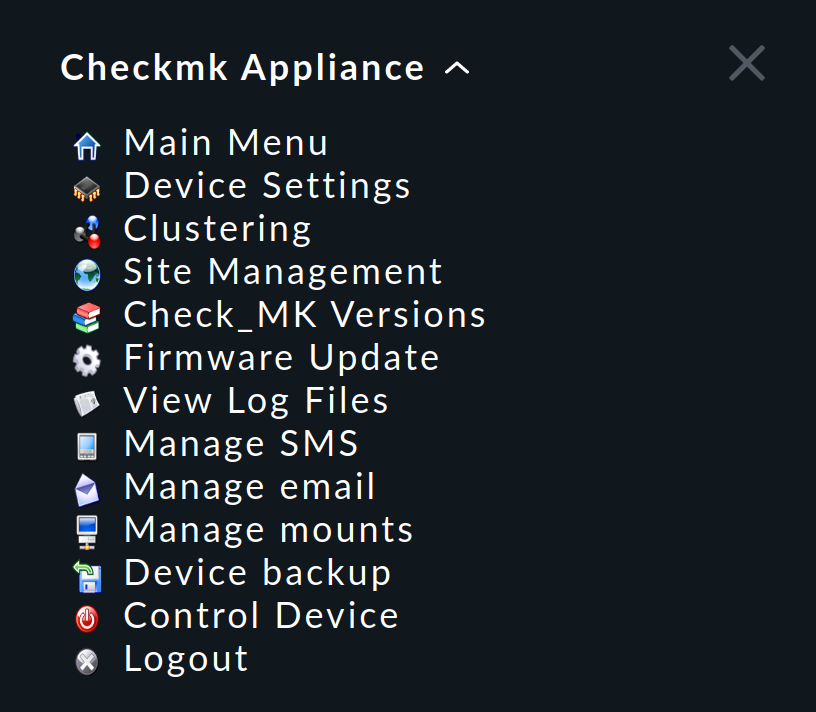 Checkmk Appliance
Main Menu
Device Settings
Clustering
Site Management
Check_MK Versions
Firmware Update
View Log Files
Manage SMS
Manage email
Manage mounts
Device backup
Control Device
Logout